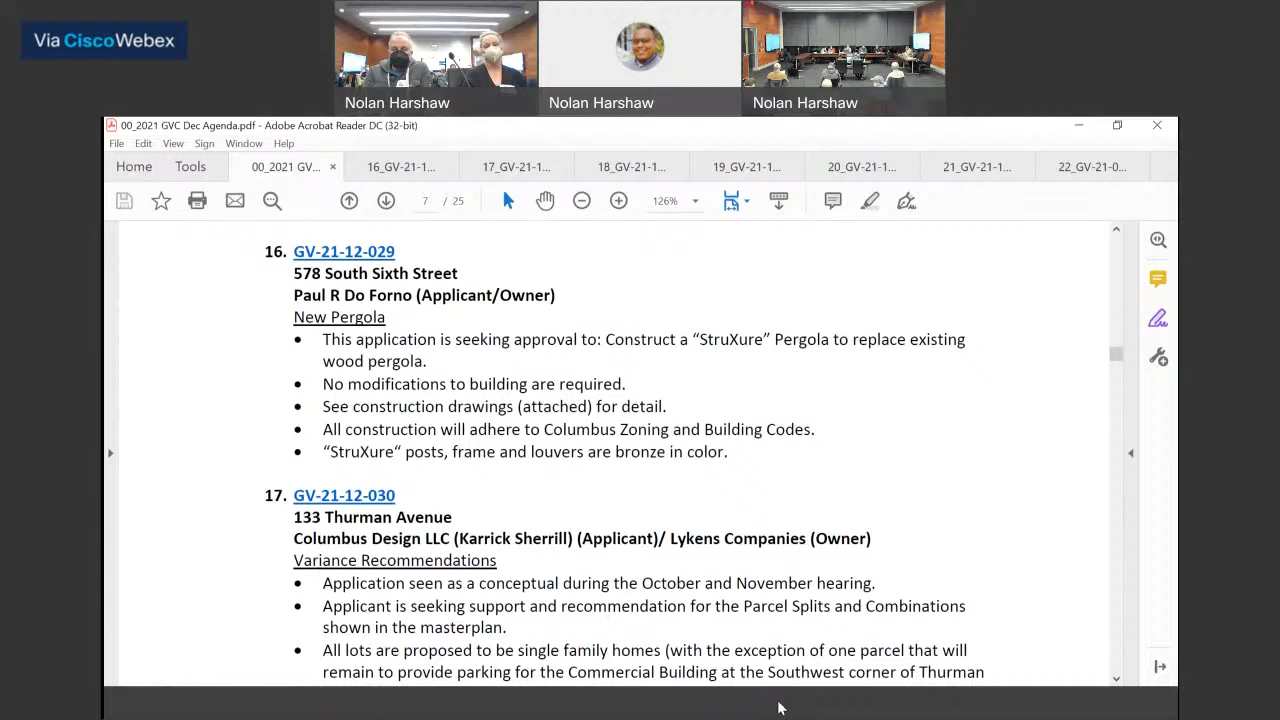 Via Cisco Webex
Nolan Harshaw
Nolan Harshaw
Nolan Harshaw
00_2021 GVC Dec Agenda.pdf - Adobe Acrobat Reader DC (32-bit)
File Edit View Sign Window Help
Home Tools 00_2021 GV... × 16_GV-21-1... 17_GV-21-1... 18_GV-21-1... 19_GV-21-1... 20_GV-21-1... 21_GV-21-1... 22_GV-21-0...
7 / 25 126%
16. GV-21-12-029
578 South Sixth Street
Paul R Do Forno (Applicant/Owner)
New Pergola
• This application is seeking approval to: Construct a “StruXure” Pergola to replace existing
wood pergola.
• No modifications to building are required.
• See construction drawings (attached) for detail.
• All construction will adhere to Columbus Zoning and Building Codes.
• “StruXure“ posts, frame and louvers are bronze in color.
17. GV-21-12-030
133 Thurman Avenue
Columbus Design LLC (Karrick Sherrill) (Applicant)/ Lykens Companies (Owner)
Variance Recommendations
• Application seen as a conceptual during the October and November hearing.
• Applicant is seeking support and recommendation for the Parcel Splits and Combinations
shown in the masterplan.
• All lots are proposed to be single family homes (with the exception of one parcel that will
remain to provide parking for the Commercial Building at the Southwest corner of Thurman